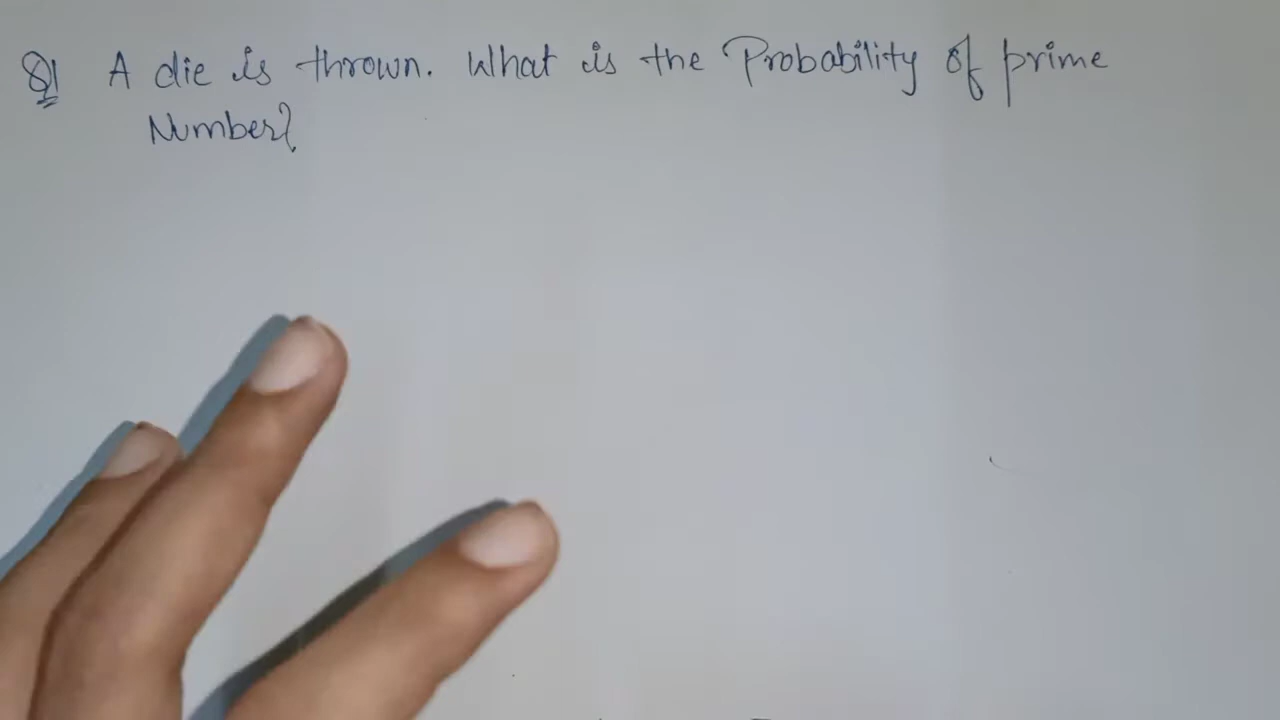 Q1 A die is thrown. What is the Probability of prime
Number?